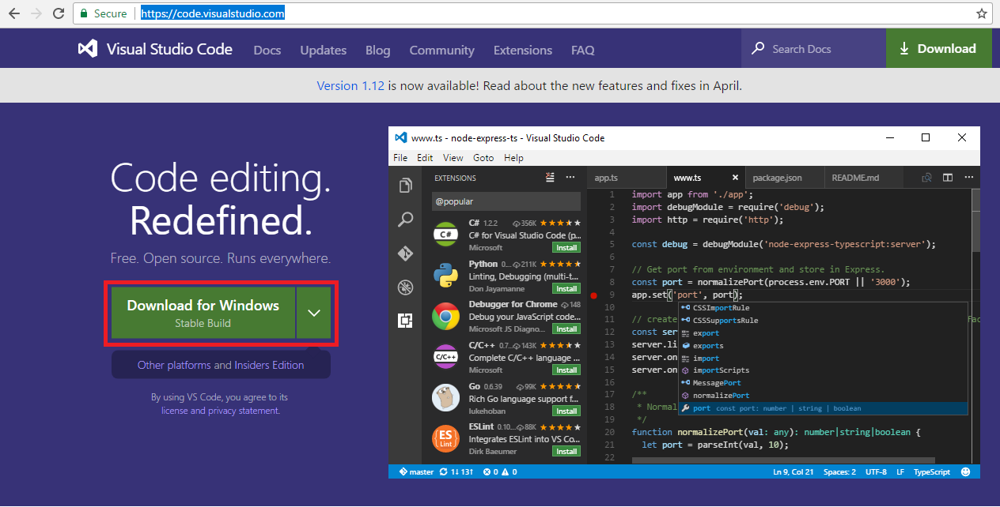 Secure https://code.visualstudio.com
Visual Studio Code Docs Updates Blog Community Extensions FAQ Search Docs Download
Version 1.12 is now available! Read about the new features and fixes in April.
Code editing.
Redefined.
Free. Open source. Runs everywhere.
Download for Windows
Stable Build
Other platforms and Insiders Edition
By using VS Code, you agree to its
license and privacy statement.
www.ts - node-express-ts - Visual Studio Code
File Edit View Goto Help
EXTENSIONS
@popular
C# 1.2.2 356K
C# for Visual Studio Code (p...
Microsoft Install
Python 0... 211K
Linting, Debugging (multi-t...
Don Jayamanne Install
Debugger for Chrome 148
Debug your JavaScript code...
Microsoft JS Diagno... Install
C/C++ 0.7... 143K
Complete C/C++ language ...
Microsoft Install
Go 0.6.39 99K
Rich Go language support f...
lukehoban Install
ESLint 0.10.... 88K
Integrates ESLint into VS Co...
Dirk Baeumer Install
app.ts www.ts package.json README.md
1 import app from './app';
2 import debugModule = require('debug');
3 import http = require('http');
4
5 const debug = debugModule('node-express-typescript:server');
6
7 // Get port from environment and store in Express.
8 const port = normalizePort(process.env.PORT || '3000');
9 app.set('port', port);
10
11 // create
12 const ser
13 server.li
14 server.on
15 server.on
16
17 /**
18 * Normal
19 */
20 function normalizePort(val: any): number|string|boolean {
21 let port = parseInt(val, 10);
22
CSSImportRule
CSSSupportsRule
export
exports
import
importScripts
MessagePort
normalizePort
port const port: number | string | boolean
master 1↓ 13↑ 0 0 Ln 9, Col 21 Spaces: 2 UTF-8 LF TypeScript